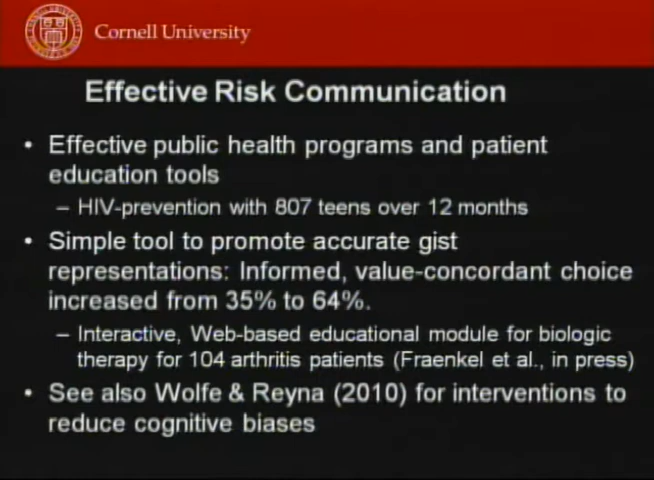 Cornell University
Effective Risk Communication
• Effective public health programs and patient
education tools
– HIV-prevention with 807 teens over 12 months
• Simple tool to promote accurate gist
representations: Informed, value-concordant choice
increased from 35% to 64%.
– Interactive, Web-based educational module for biologic
therapy for 104 arthritis patients (Fraenkel et al., in press)
• See also Wolfe & Reyna (2010) for interventions to
reduce cognitive biases